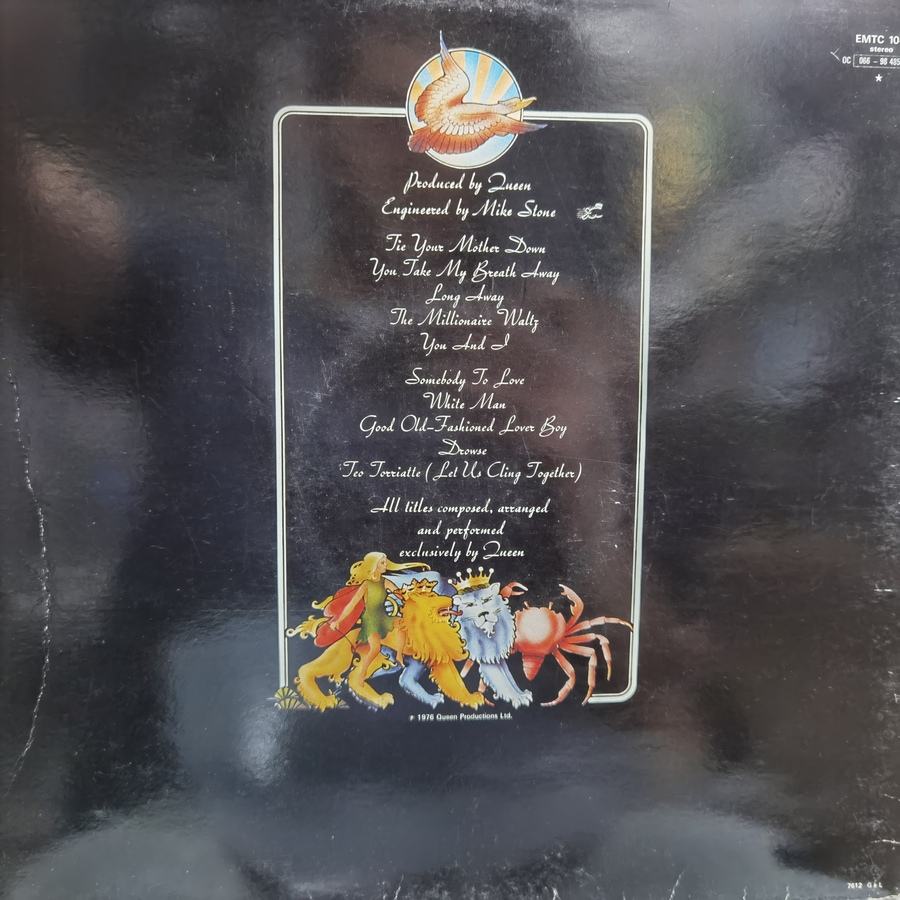 EMTC 10
stereo
OC 066 – 98 485
*
Produced by Queen
Engineered by Mike Stone
Tie Your Mother Down
You Take My Breath Away
Long Away
The Millionaire Waltz
You And I
Somebody To Love
White Man
Good Old-Fashioned Lover Boy
Drowse
Teo Torriatte (Let Us Cling Together)
All titles composed, arranged
and performed
exclusively by Queen
℗ 1976 Queen Productions Ltd.
7612 G & L